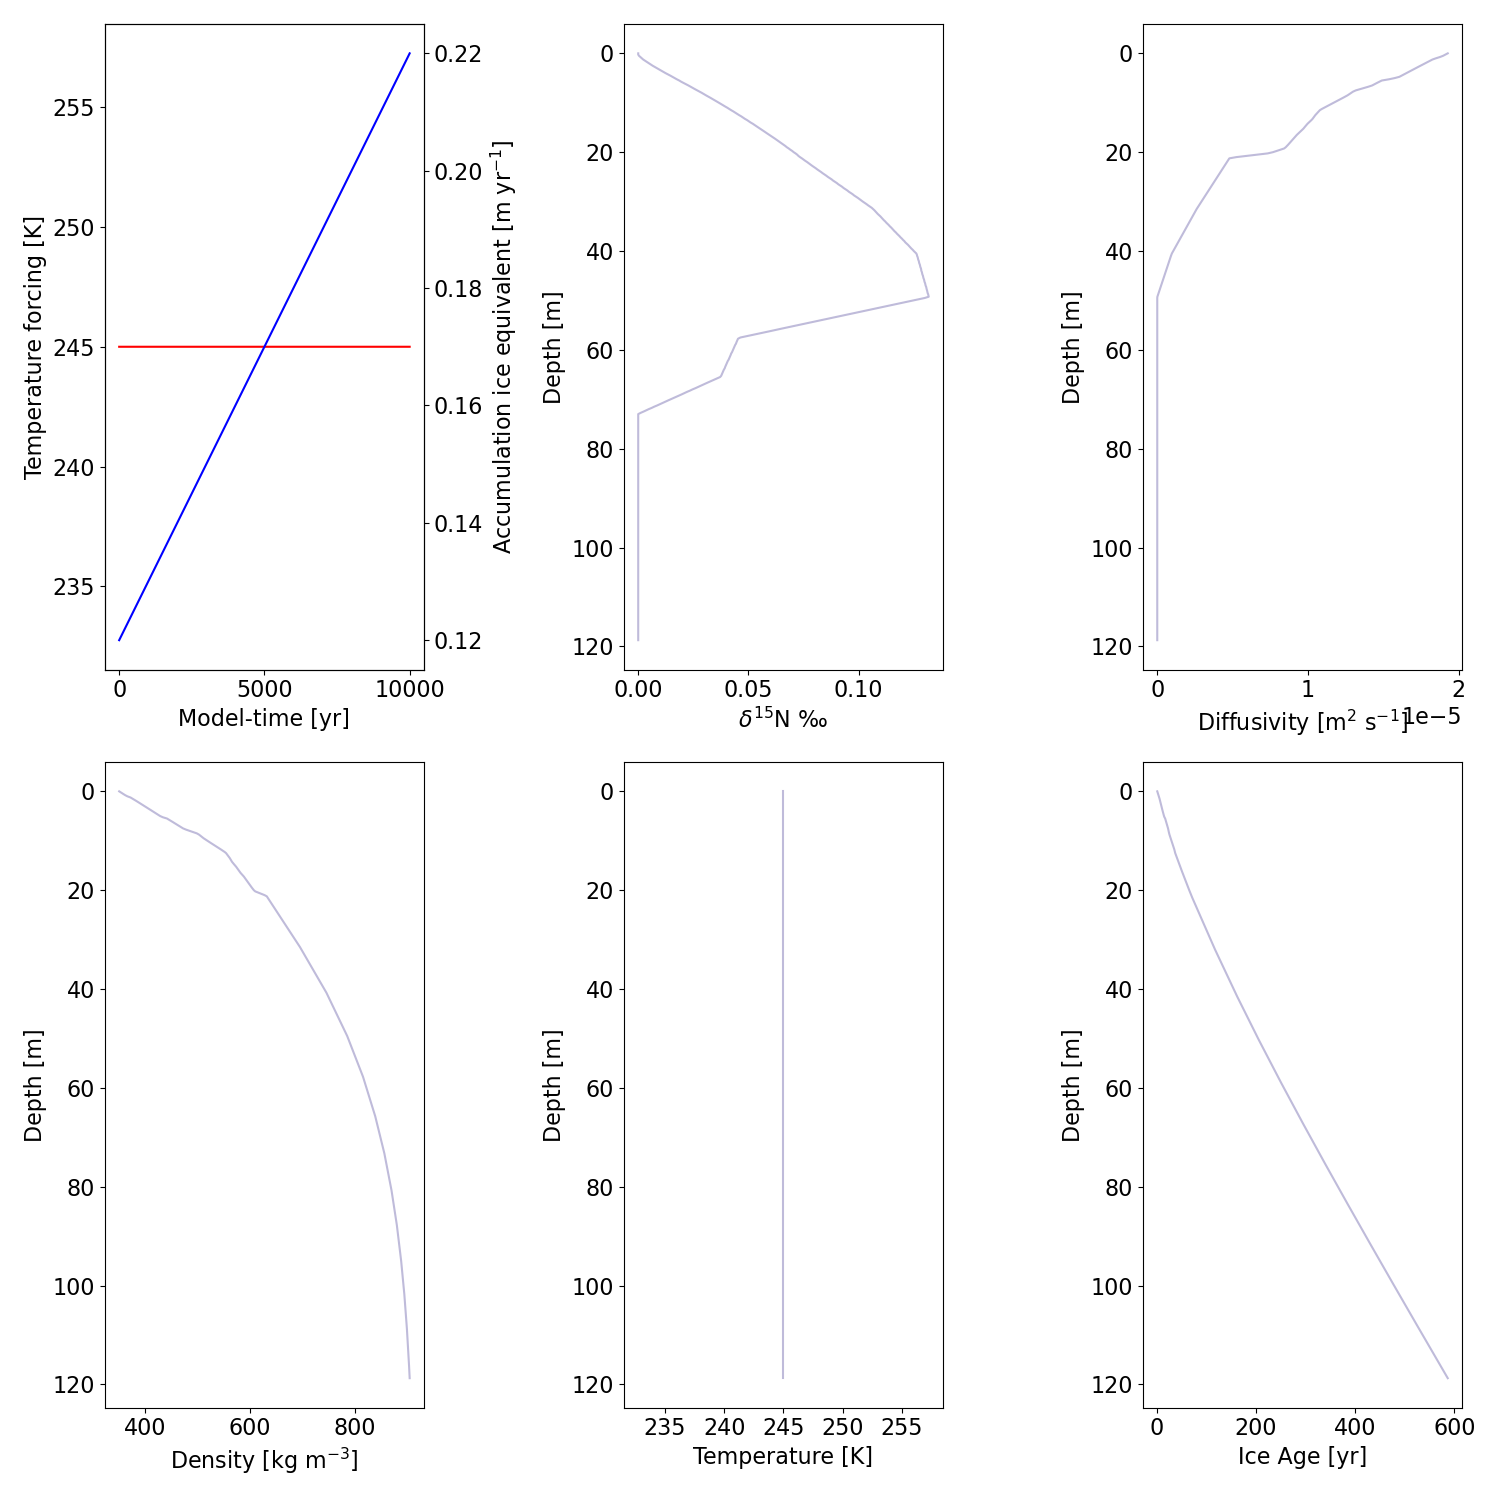 Temperature forcing [K]
255
250
245
240
235
0 5000 10000
Model-time [yr]
0.22
0.20
0.18
0.16
0.14
0.12
Accumulation ice equivalent [m yr⁻¹]
Depth [m]
0
20
40
60
80
100
120
0.00 0.05 0.10
δ¹⁵N ‰
Depth [m]
0
20
40
60
80
100
120
0 1 2
Diffusivity [m² s⁻¹]
1e−5
Depth [m]
0
20
40
60
80
100
120
400 600 800
Density [kg m⁻³]
Depth [m]
0
20
40
60
80
100
120
235 240 245 250 255
Temperature [K]
Depth [m]
0
20
40
60
80
100
120
0 200 400 600
Ice Age [yr]